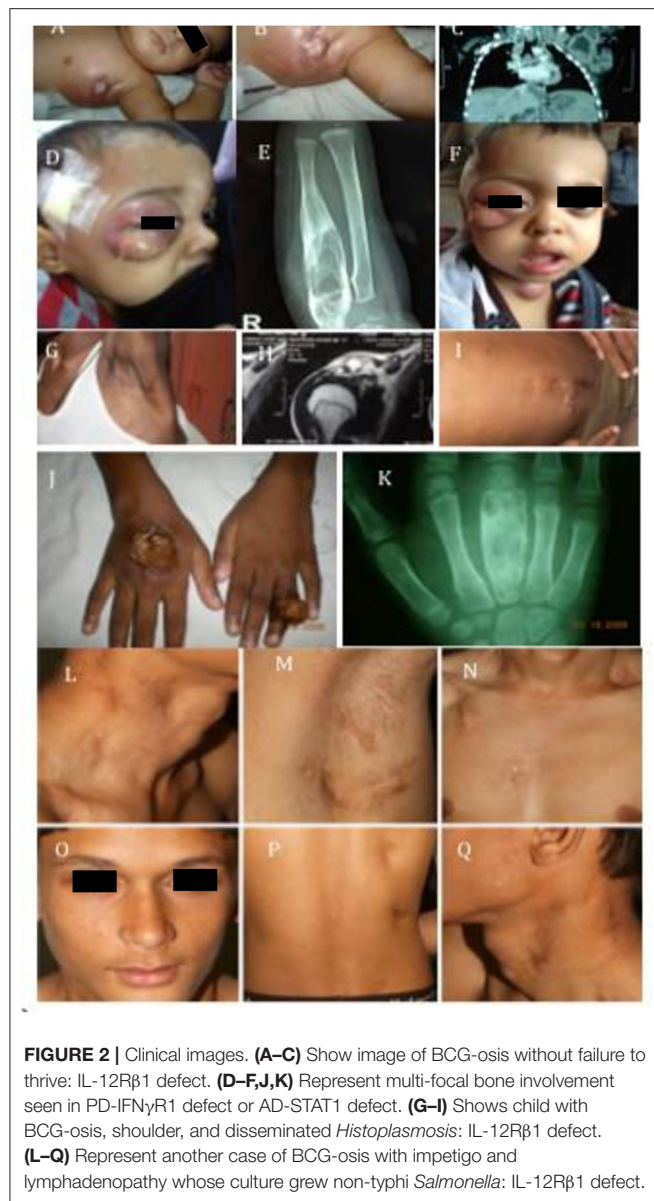 A
B
C
D
E
F
R
G
H
I
J
K
L
M
N
O
P
Q
FIGURE 2 | Clinical images. (A–C) Show image of BCG-osis without failure to
thrive: IL-12Rβ1 defect. (D–F,J,K) Represent multi-focal bone involvement
seen in PD-IFNγR1 defect or AD-STAT1 defect. (G–I) Shows child with
BCG-osis, shoulder, and disseminated Histoplasmosis: IL-12Rβ1 defect.
(L–Q) Represent another case of BCG-osis with impetigo and
lymphadenopathy whose culture grew non-typhi Salmonella: IL-12Rβ1 defect.